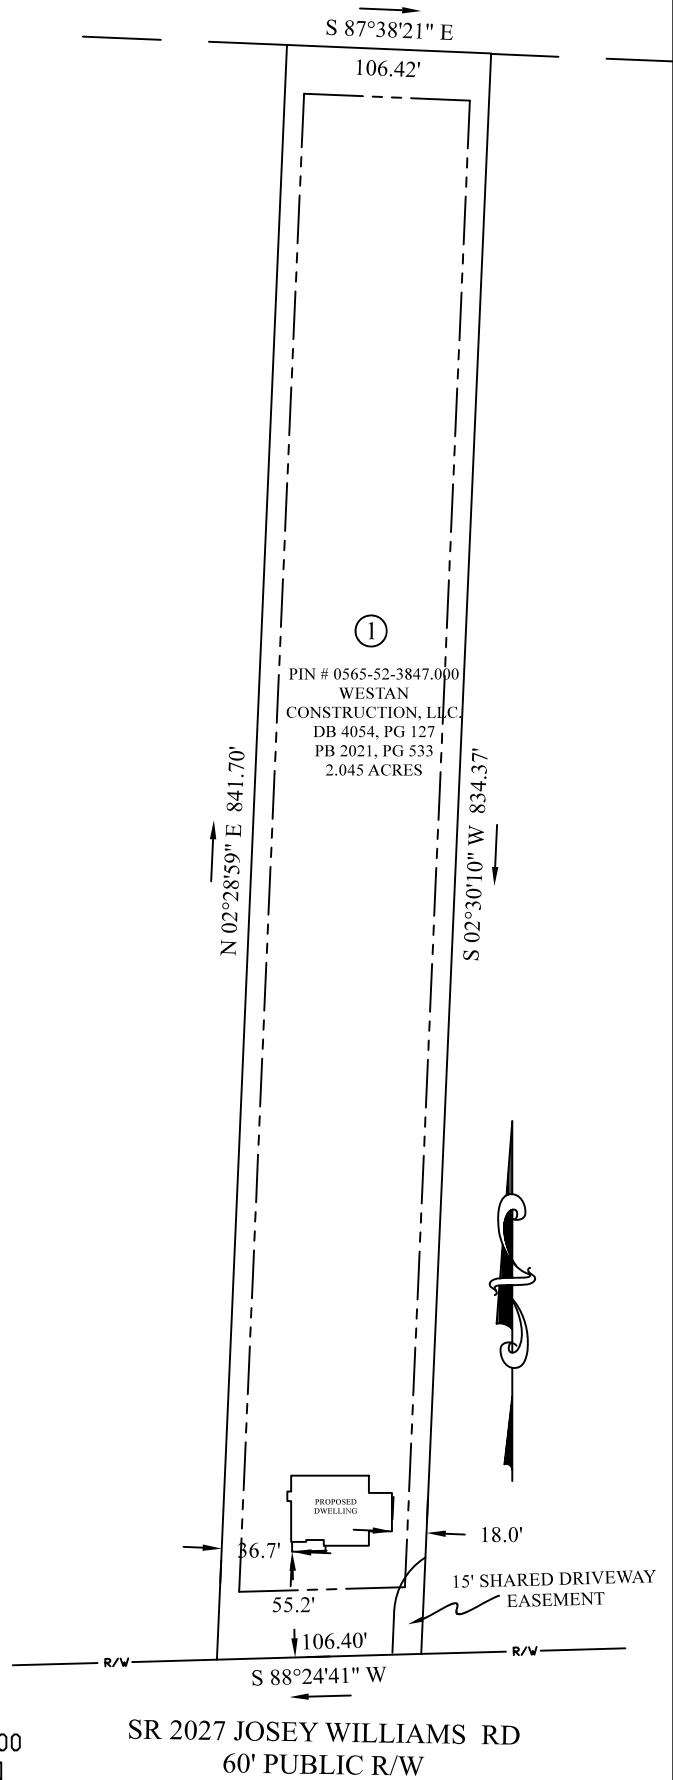 S 87°38'21" E
106.42'
1
PIN # 0565-52-3847.000
WESTAN
CONSTRUCTION, LLC.
DB 4054, PG 127
PB 2021, PG 533
2.045 ACRES
N 02°28'59" E 841.70'
S 02°30'10" W 834.37'
PROPOSED
DWELLING
36.7'
18.0'
55.2'
15' SHARED DRIVEWAY
EASEMENT
106.40'
R/W
R/W
S 88°24'41" W
SR 2027 JOSEY WILLIAMS RD
60' PUBLIC R/W
00